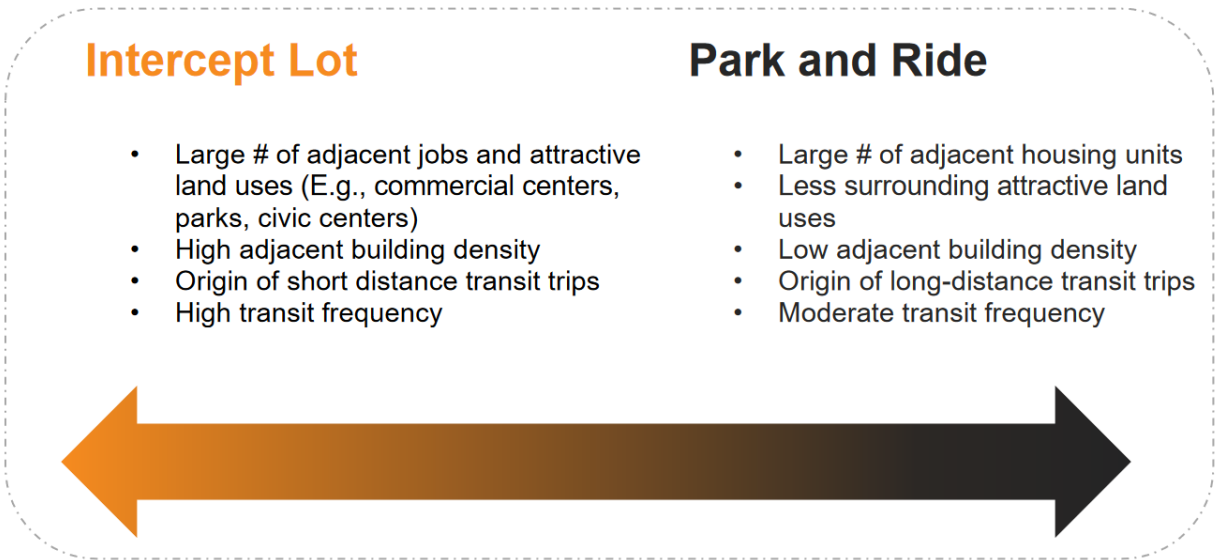 Intercept Lot
• Large # of adjacent jobs and attractive
land uses (E.g., commercial centers,
parks, civic centers)
• High adjacent building density
• Origin of short distance transit trips
• High transit frequency
Park and Ride
• Large # of adjacent housing units
• Less surrounding attractive land
uses
• Low adjacent building density
• Origin of long-distance transit trips
• Moderate transit frequency